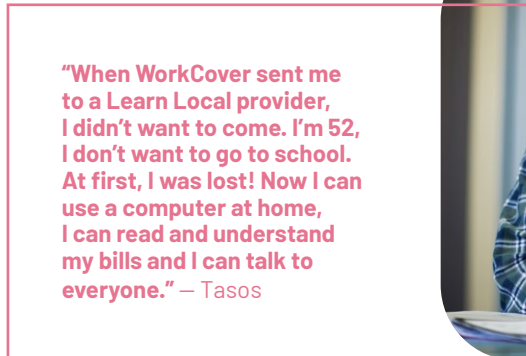 “When WorkCover sent me
to a Learn Local provider,
I didn’t want to come. I’m 52,
I don’t want to go to school.
At first, I was lost! Now I can
use a computer at home,
I can read and understand
my bills and I can talk to
everyone.” — Tasos